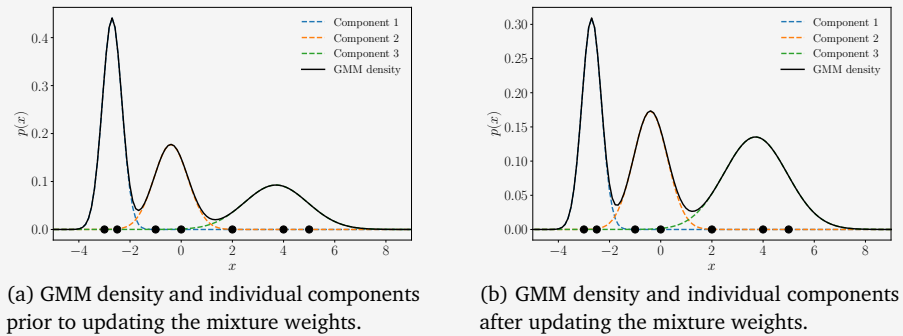 Component 1
Component 2
Component 3
GMM density
0.4
0.3
0.2
0.1
0.0
p(x)
−4 −2 0 2 4 6 8
x
(a) GMM density and individual components
prior to updating the mixture weights.
Component 1
Component 2
Component 3
GMM density
0.30
0.25
0.20
0.15
0.10
0.05
0.00
p(x)
−4 −2 0 2 4 6 8
x
(b) GMM density and individual components
after updating the mixture weights.